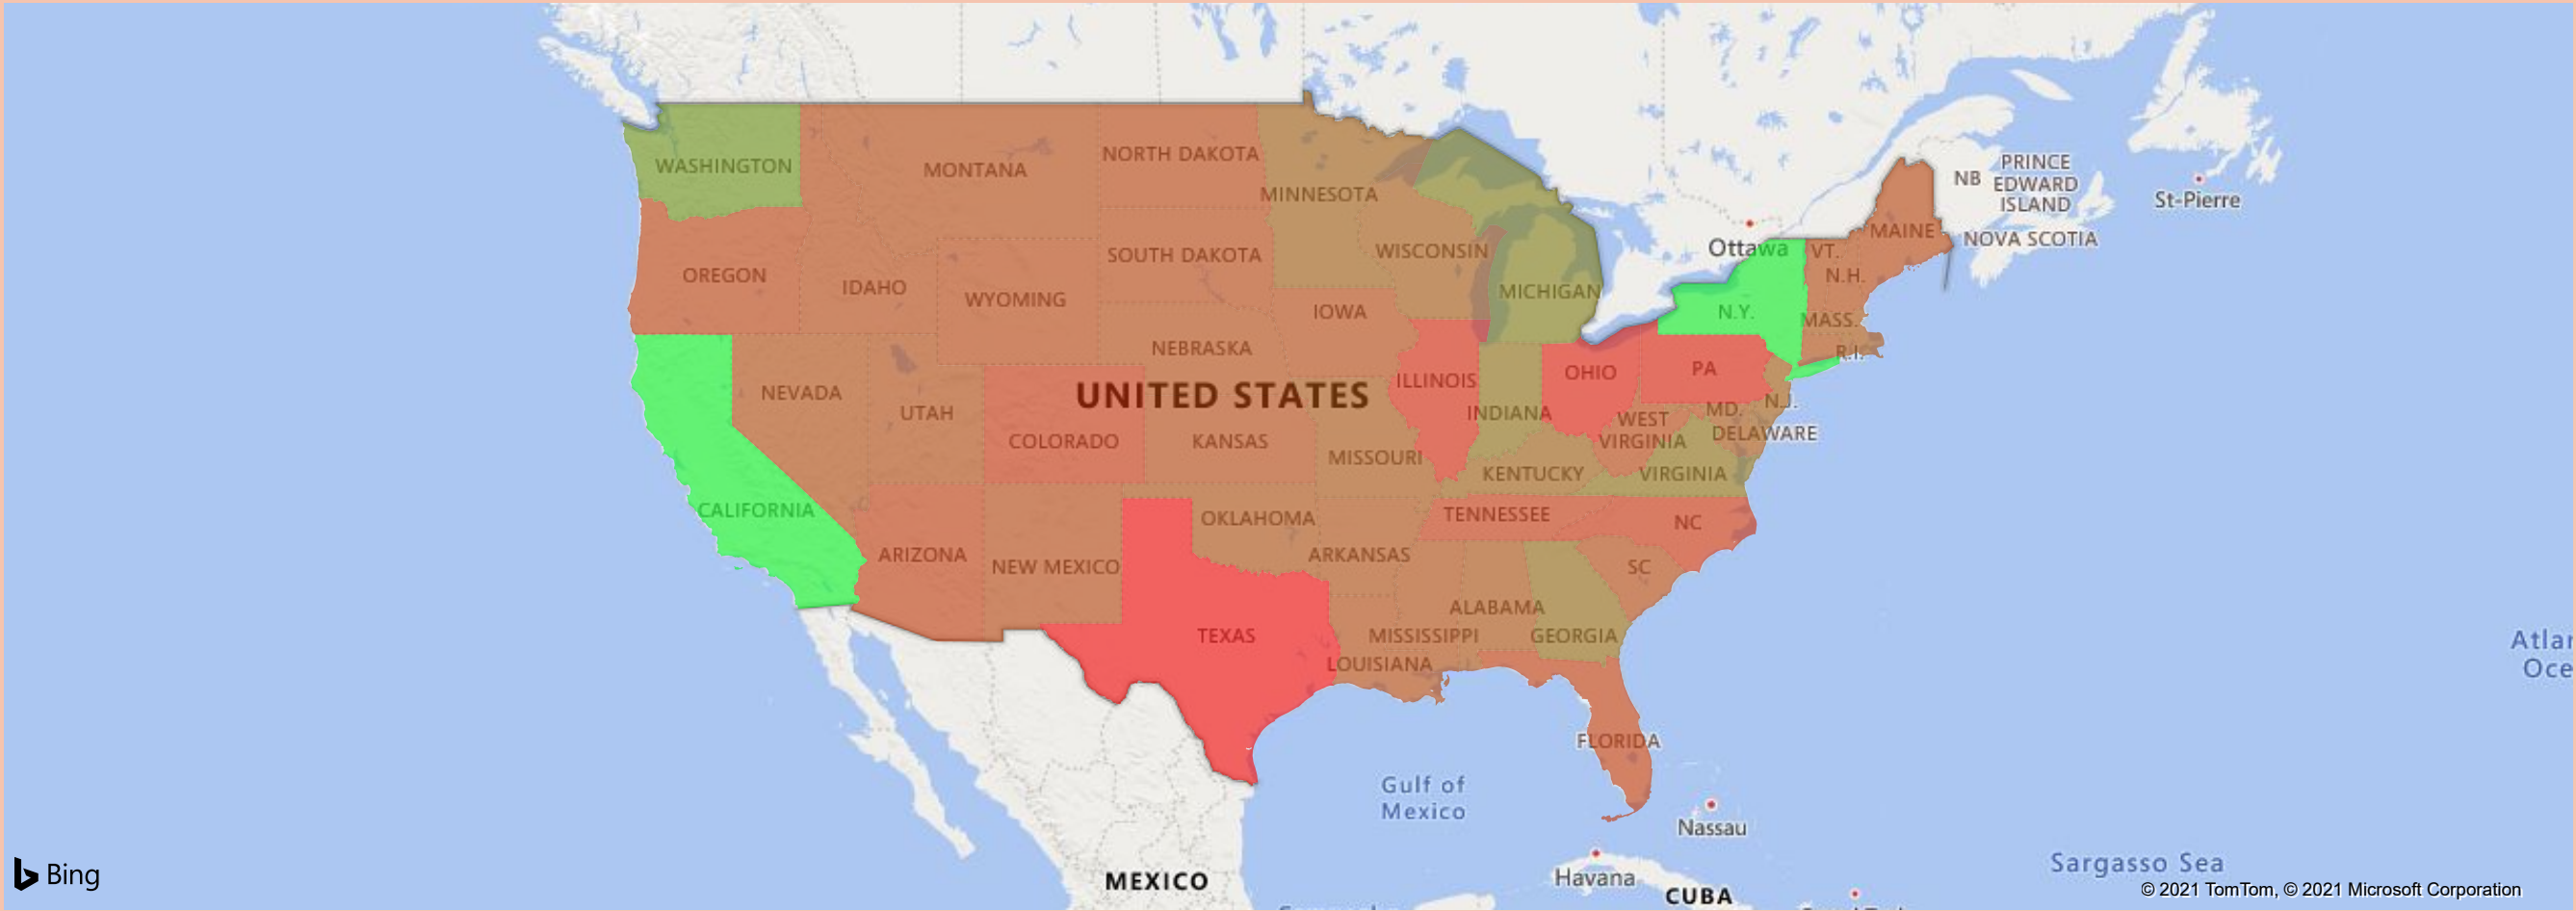 WASHINGTON
MONTANA
NORTH DAKOTA
MINNESOTA
OREGON
IDAHO
WYOMING
SOUTH DAKOTA
WISCONSIN
MICHIGAN
IOWA
NEBRASKA
NEVADA
UTAH
COLORADO
UNITED STATES
KANSAS
MISSOURI
ILLINOIS
INDIANA
OHIO
PA
N.Y.
VT.
N.H.
MAINE
MASS.
R.I.
N.J.
MD.
DELAWARE
WEST
VIRGINIA
VIRGINIA
KENTUCKY
CALIFORNIA
ARIZONA
NEW MEXICO
OKLAHOMA
ARKANSAS
TENNESSEE
NC
SC
ALABAMA
MISSISSIPPI
GEORGIA
LOUISIANA
TEXAS
FLORIDA
Ottawa
NB
PRINCE
EDWARD
ISLAND
NOVA SCOTIA
St-Pierre
Gulf of
Mexico
Nassau
Havana
CUBA
MEXICO
Sargasso Sea
Bing
© 2021 TomTom, © 2021 Microsoft Corporation